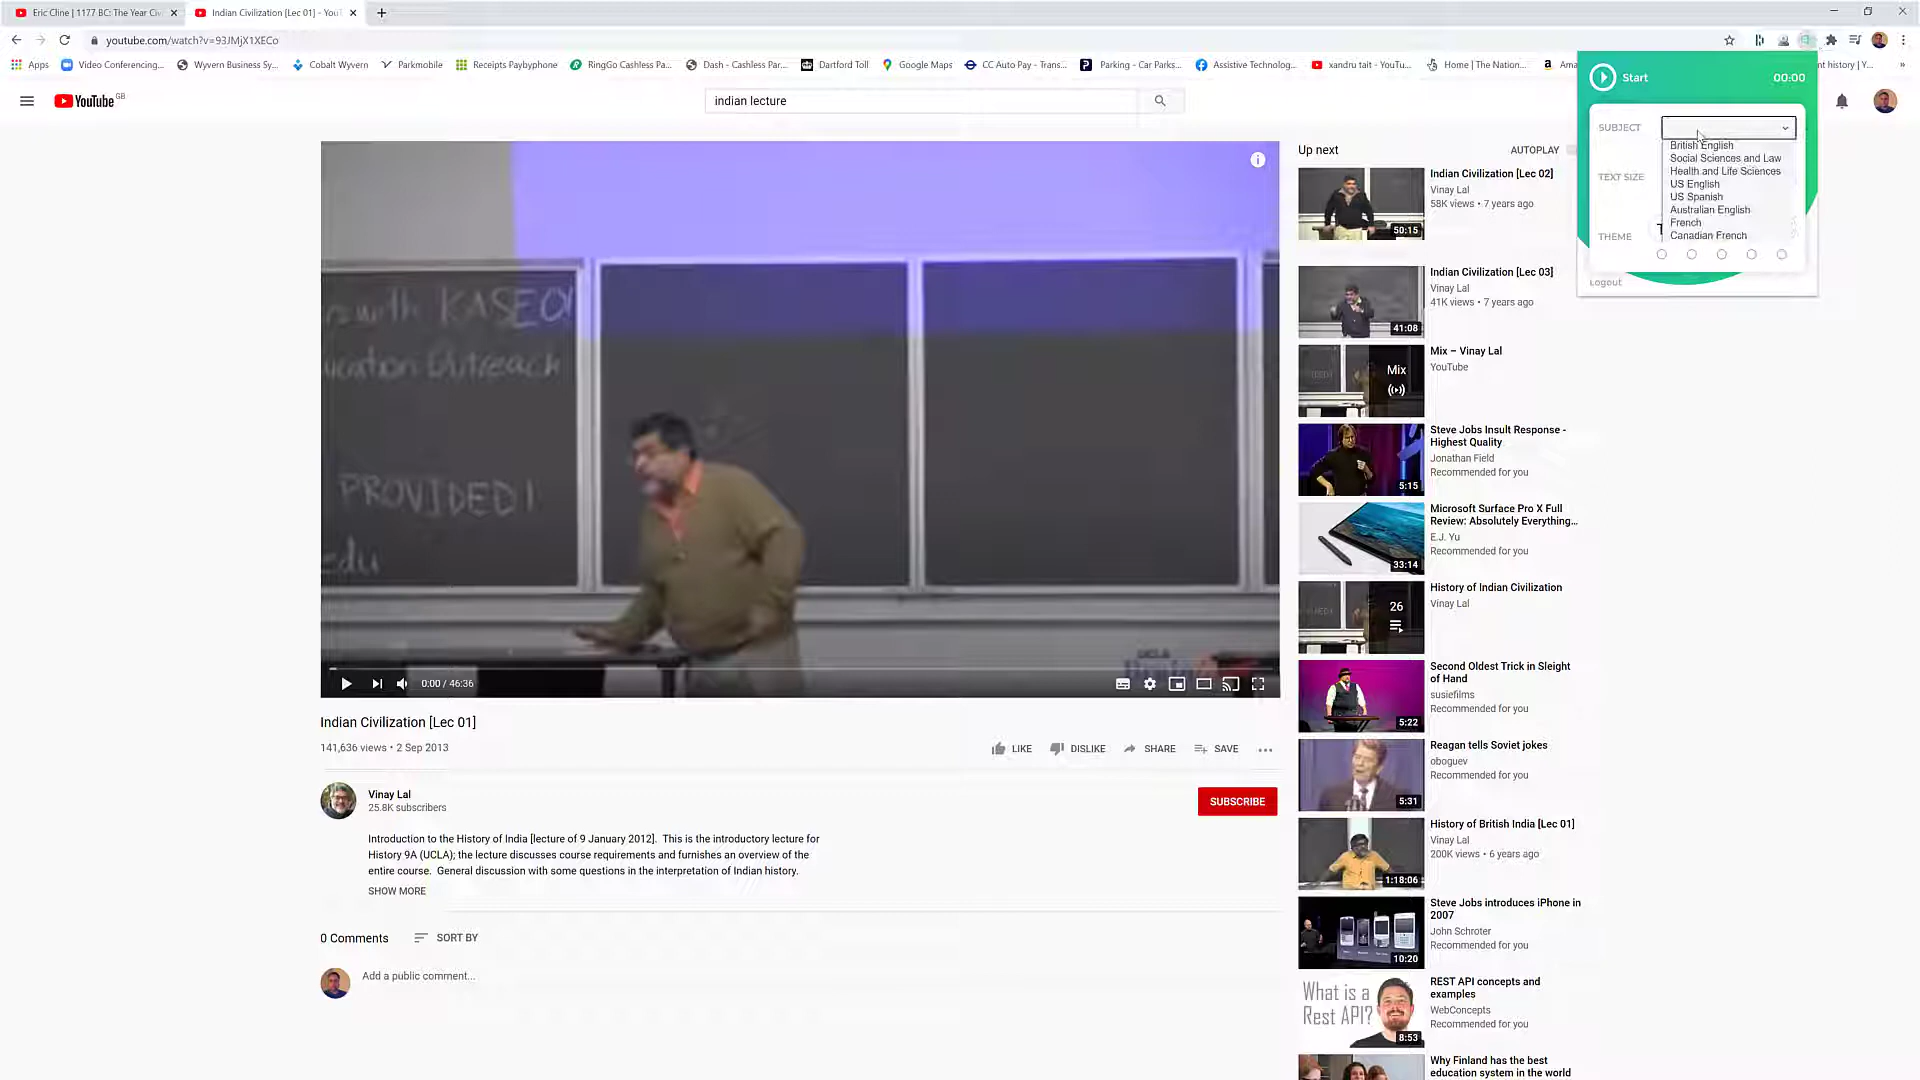 Eric Cline | 1177 BC: The Year Civ
Indian Civilization [Lec 01] - YouT
youtube.com/watch?v=93JMjX1XECo
Apps
Video Conferencing...
Wyvern Business Sy...
Cobalt Wyvern
Parkmobile
Receipts Paybyphone
RingGo Cashless Pa...
Dash - Cashless Par...
Dartford Toll
Google Maps
CC Auto Pay - Trans...
Parking - Car Parks...
Assistive Technolog...
xandru tait - YouTu...
Home | The Nation...
YouTube GB
indian lecture
Start
00:00
SUBJECT
British English
Social Sciences and Law
Health and Life Sciences
US English
US Spanish
Australian English
French
Canadian French
TEXT SIZE
THEME
Logout
PROVIDED!
edu
UCLA
0:00 / 46:36
Indian Civilization [Lec 01]
141,636 views • 2 Sep 2013
LIKE
DISLIKE
SHARE
SAVE
Vinay Lal
25.8K subscribers
SUBSCRIBE
Introduction to the History of India [lecture of 9 January 2012]. This is the introductory lecture for
History 9A (UCLA); the lecture discusses course requirements and furnishes an overview of the
entire course. General discussion with some questions in the interpretation of Indian history.
SHOW MORE
0 Comments
SORT BY
Add a public comment...
Up next
AUTOPLAY
Indian Civilization [Lec 02]
Vinay Lal
58K views • 7 years ago
50:15
Indian Civilization [Lec 03]
Vinay Lal
41K views • 7 years ago
41:08
Mix – Vinay Lal
YouTube
Mix
Steve Jobs Insult Response -
Highest Quality
Jonathan Field
Recommended for you
5:15
Microsoft Surface Pro X Full
Review: Absolutely Everything...
E.J. Yu
Recommended for you
33:14
History of Indian Civilization
Vinay Lal
26
Second Oldest Trick in Sleight
of Hand
susiefilms
Recommended for you
5:22
Reagan tells Soviet jokes
oboguev
Recommended for you
5:31
History of British India [Lec 01]
Vinay Lal
200K views • 6 years ago
1:18:06
Steve Jobs introduces iPhone in
2007
John Schroter
Recommended for you
10:20
REST API concepts and
examples
WebConcepts
Recommended for you
What is a
Rest API?
8:53
Why Finland has the best
education system in the world